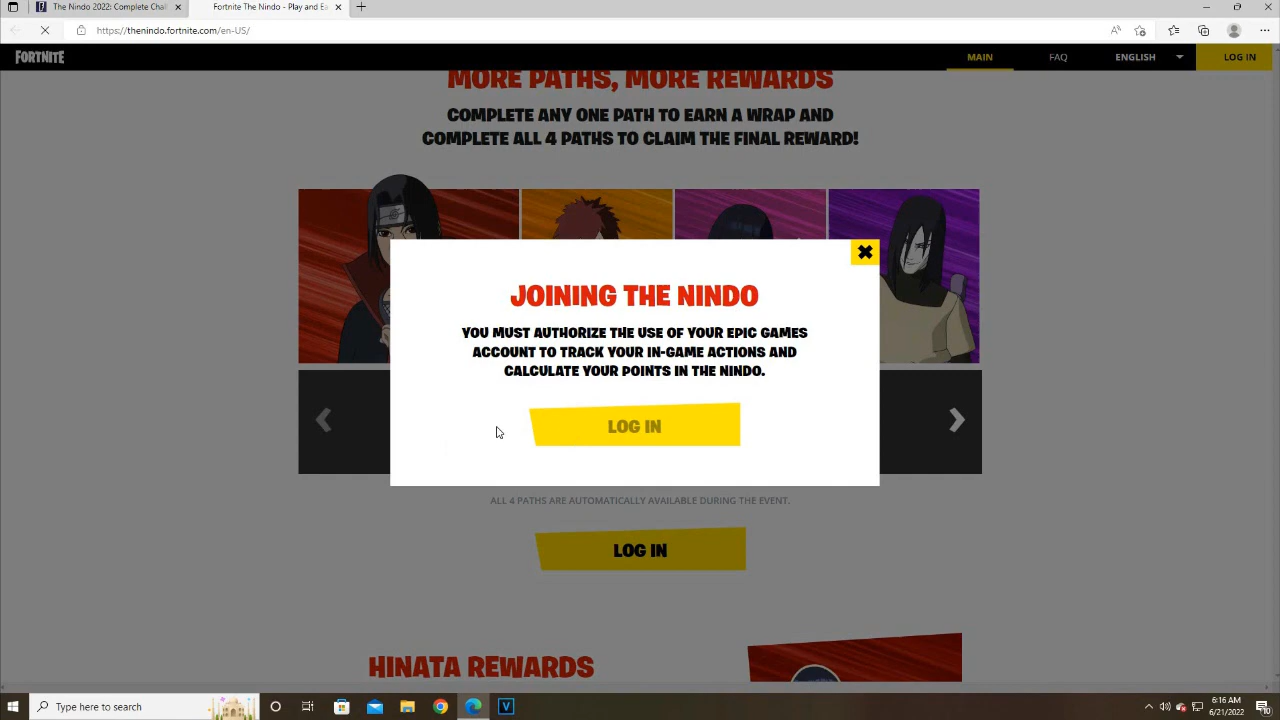 The Nindo 2022: Complete Chal
Fortnite The Nindo - Play and Ea
https://thenindo.fortnite.com/en-US/
FORTNITE
MAIN
FAQ
ENGLISH
LOG IN
MORE PATHS, MORE REWARDS
COMPLETE ANY ONE PATH TO EARN A WRAP AND
COMPLETE ALL 4 PATHS TO CLAIM THE FINAL REWARD!
JOINING THE NINDO
YOU MUST AUTHORIZE THE USE OF YOUR EPIC GAMES
ACCOUNT TO TRACK YOUR IN-GAME ACTIONS AND
CALCULATE YOUR POINTS IN THE NINDO.
LOG IN
ALL 4 PATHS ARE AUTOMATICALLY AVAILABLE DURING THE EVENT.
LOG IN
HINATA REWARDS
Type here to search
V
6:16 AM
6/21/2022
10